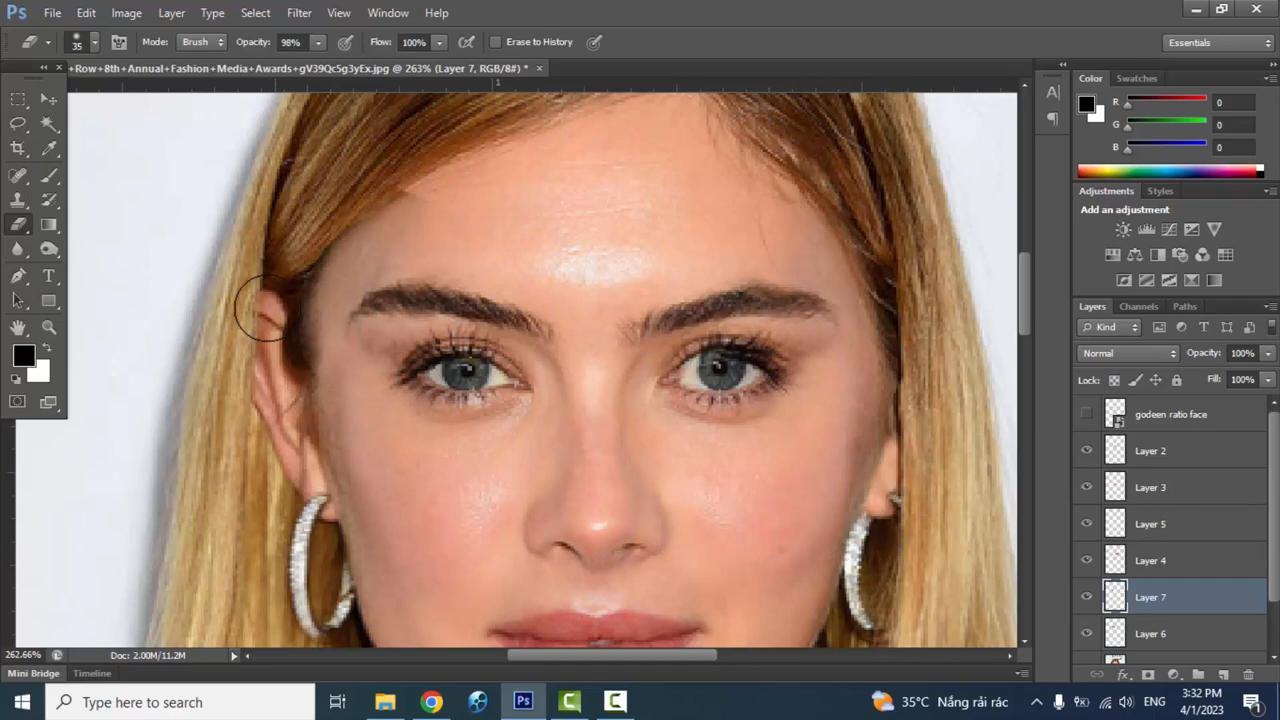 Ps File Edit Image Layer Type Select Filter View Window Help
35 Mode: Brush Opacity: 98% Flow: 100% Erase to History Essentials
+Row+8th+Annual+Fashion+Media+Awards+gV39Qc5g3yEx.jpg @ 263% (Layer 7, RGB/8#) *
1
Color Swatches
R 0
G 0
B 0
Adjustments Styles
Add an adjustment
Layers Channels Paths
Kind
Normal Opacity: 100%
Lock: Fill: 100%
godeen ratio face
Layer 2
Layer 3
Layer 5
Layer 4
Layer 7
Layer 6
262.66% Doc: 2.00M/11.2M
Mini Bridge Timeline
Type here to search Ps 35°C Nắng rải rác ENG 3:32 PM
4/1/2023 1